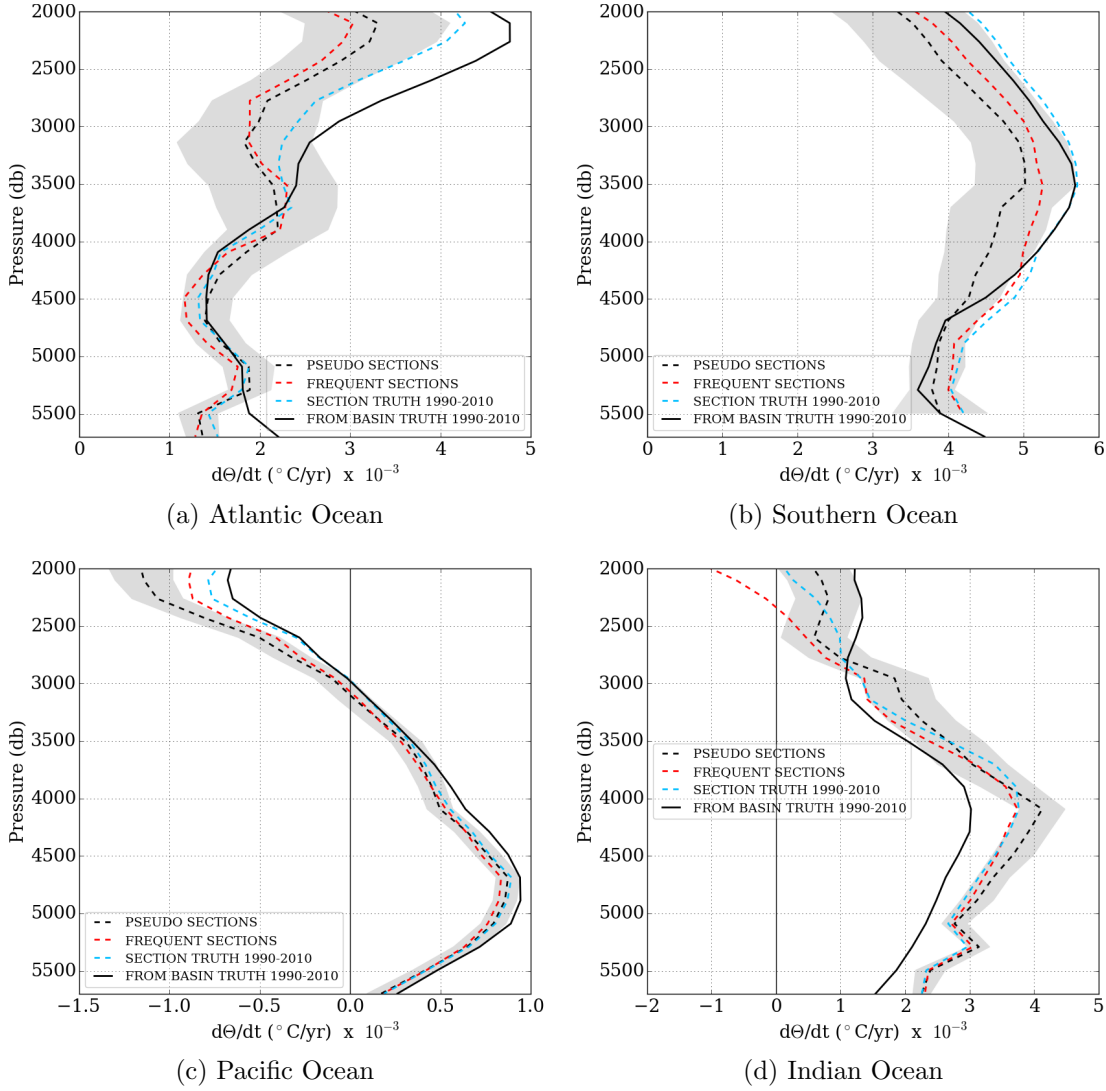 2000
2500
3000
3500
4000
4500
5000
5500
Pressure (db)
PSEUDO SECTIONS
FREQUENT SECTIONS
SECTION TRUTH 1990-2010
FROM BASIN TRUTH 1990-2010
0 1 2 3 4 5
dΘ/dt (°C/yr) x 10⁻³
(a) Atlantic Ocean
2000
2500
3000
3500
4000
4500
5000
5500
Pressure (db)
PSEUDO SECTIONS
FREQUENT SECTIONS
SECTION TRUTH 1990-2010
FROM BASIN TRUTH 1990-2010
0 1 2 3 4 5 6
dΘ/dt (°C/yr) x 10⁻³
(b) Southern Ocean
2000
2500
3000
3500
4000
4500
5000
5500
Pressure (db)
PSEUDO SECTIONS
FREQUENT SECTIONS
SECTION TRUTH 1990-2010
FROM BASIN TRUTH 1990-2010
−1.5 −1.0 −0.5 0.0 0.5 1.0
dΘ/dt (°C/yr) x 10⁻³
(c) Pacific Ocean
2000
2500
3000
3500
4000
4500
5000
5500
Pressure (db)
PSEUDO SECTIONS
FREQUENT SECTIONS
SECTION TRUTH 1990-2010
FROM BASIN TRUTH 1990-2010
−2 −1 0 1 2 3 4 5
dΘ/dt (°C/yr) x 10⁻³
(d) Indian Ocean